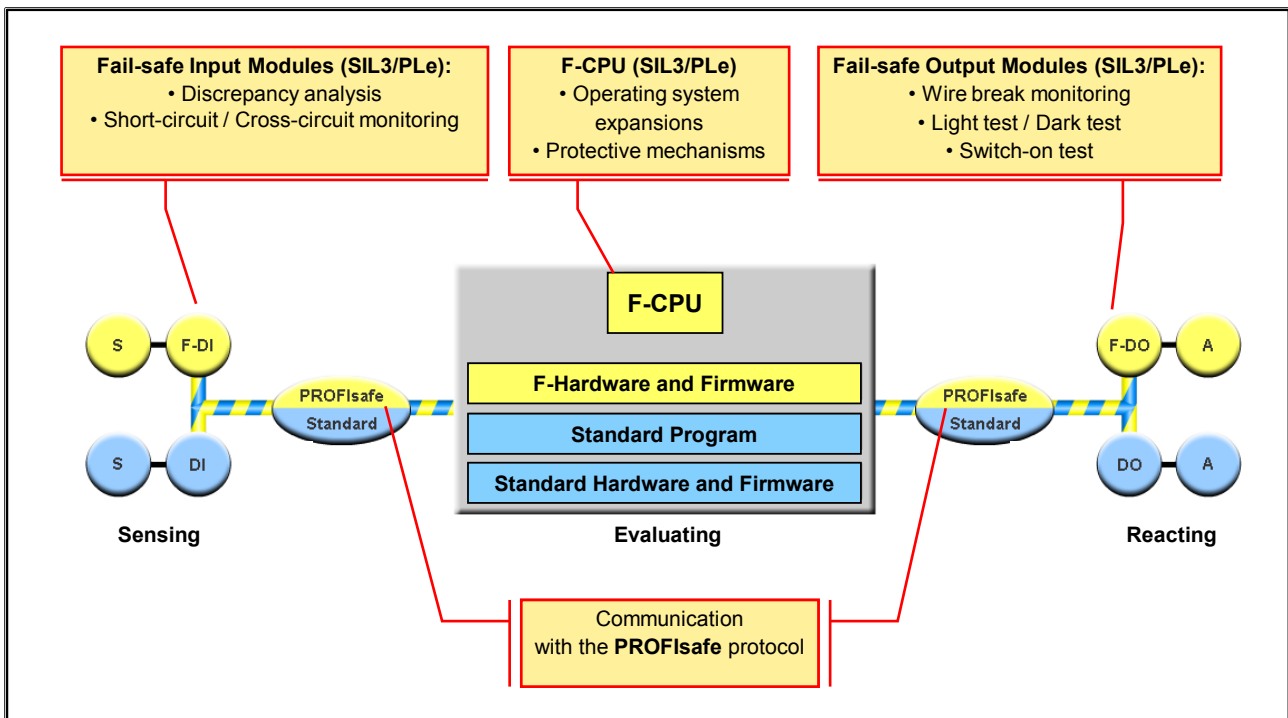 Fail-safe Input Modules (SIL3/PLe):
• Discrepancy analysis
• Short-circuit / Cross-circuit monitoring
F-CPU (SIL3/PLe)
• Operating system
expansions
• Protective mechanisms
Fail-safe Output Modules (SIL3/PLe):
• Wire break monitoring
• Light test / Dark test
• Switch-on test
F-CPU
S
F-DI
PROFIsafe
Standard
S
DI
F-Hardware and Firmware
Standard Program
Standard Hardware and Firmware
PROFIsafe
Standard
F-DO
A
DO
A
Sensing
Evaluating
Reacting
Communication
with the PROFIsafe protocol